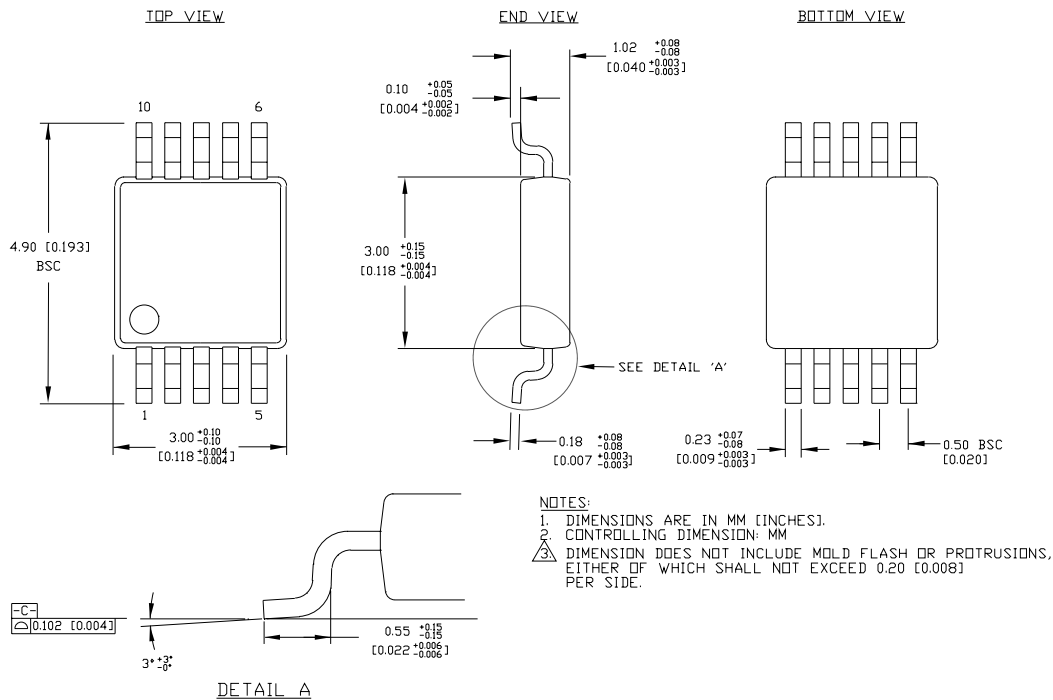 TOP VIEW
END VIEW
BOTTOM VIEW
1.02 +0.08 -0.08
[0.040 +0.003 -0.003]
0.10 +0.05 -0.05
[0.004 +0.002 -0.002]
10 6
4.90 [0.193]
BSC
3.00 +0.15 -0.15
[0.118 +0.004 -0.004]
SEE DETAIL 'A'
1 5
3.00 +0.10 -0.10
[0.118 +0.004 -0.004]
0.18 +0.08 -0.08
[0.007 +0.003 -0.003]
0.23 +0.07 -0.08
[0.009 +0.003 -0.003]
0.50 BSC
[0.020]
NOTES:
1. DIMENSIONS ARE IN MM [INCHES].
2. CONTROLLING DIMENSION: MM
3. DIMENSION DOES NOT INCLUDE MOLD FLASH OR PROTRUSIONS,
EITHER OF WHICH SHALL NOT EXCEED 0.20 [0.008]
PER SIDE.
-C-
⌓ 0.102 [0.004]
3° +3° -0°
0.55 +0.15 -0.15
[0.022 +0.006 -0.006]
DETAIL A